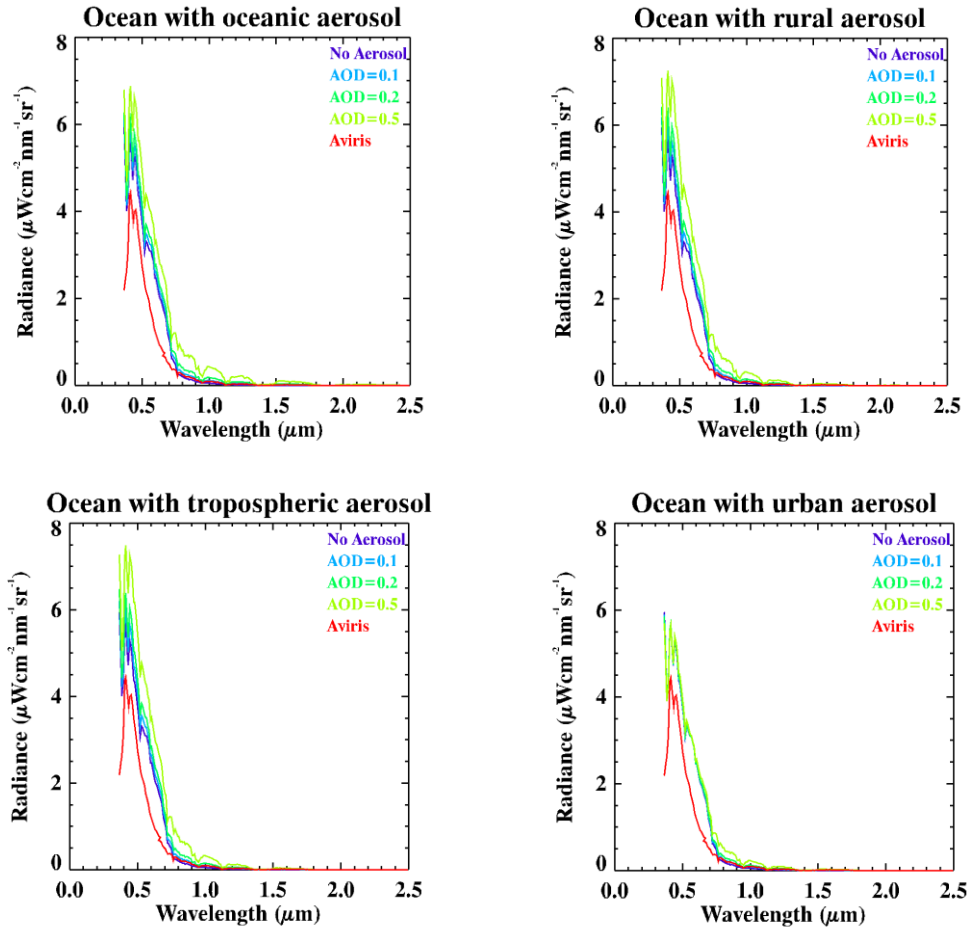 Ocean with oceanic aerosol
8
6
4
2
0
Radiance (μWcm⁻²nm⁻¹sr⁻¹)
No Aerosol
AOD=0.1
AOD=0.2
AOD=0.5
Aviris
0.0 0.5 1.0 1.5 2.0 2.5
Wavelength (μm)
Ocean with rural aerosol
8
6
4
2
0
Radiance (μWcm⁻²nm⁻¹sr⁻¹)
No Aerosol
AOD=0.1
AOD=0.2
AOD=0.5
Aviris
0.0 0.5 1.0 1.5 2.0 2.5
Wavelength (μm)
Ocean with tropospheric aerosol
8
6
4
2
0
Radiance (μWcm⁻²nm⁻¹sr⁻¹)
No Aerosol
AOD=0.1
AOD=0.2
AOD=0.5
Aviris
0.0 0.5 1.0 1.5 2.0 2.5
Wavelength (μm)
Ocean with urban aerosol
8
6
4
2
0
Radiance (μWcm⁻²nm⁻¹sr⁻¹)
No Aerosol
AOD=0.1
AOD=0.2
AOD=0.5
Aviris
0.0 0.5 1.0 1.5 2.0 2.5
Wavelength (μm)